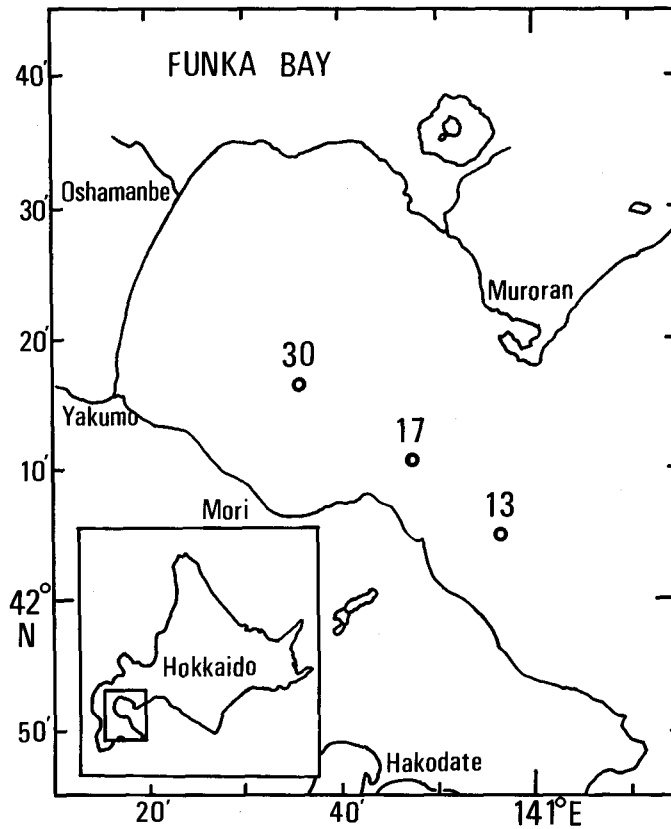 FUNKA BAY
40′
Oshamanbe
30′
Muroran
20′
30
Yakumo
17
10′
Mori
13
42°
N
Hokkaido
50′
Hakodate
20′
40′
141°E